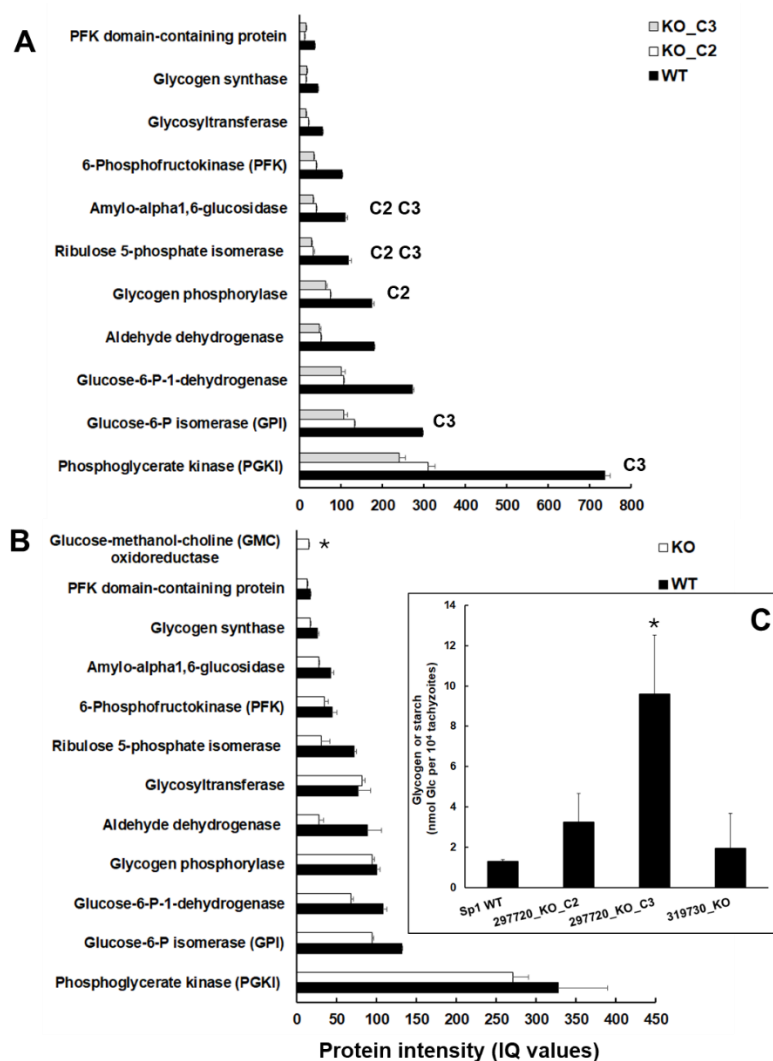 A
KO_C3
KO_C2
WT
PFK domain-containing protein
Glycogen synthase
Glycosyltransferase
6-Phosphofructokinase (PFK)
Amylo-alpha1,6-glucosidase
C2 C3
Ribulose 5-phosphate isomerase
C2 C3
Glycogen phosphorylase
C2
Aldehyde dehydrogenase
Glucose-6-P-1-dehydrogenase
Glucose-6-P isomerase (GPI)
C3
Phosphoglycerate kinase (PGKI)
C3
0 100 200 300 400 500 600 700 800
B
Glucose-methanol-choline (GMC)
oxidoreductase
*
KO
WT
PFK domain-containing protein
Glycogen synthase
Amylo-alpha1,6-glucosidase
6-Phosphofructokinase (PFK)
Ribulose 5-phosphate isomerase
Glycosyltransferase
Aldehyde dehydrogenase
Glycogen phosphorylase
Glucose-6-P-1-dehydrogenase
Glucose-6-P isomerase (GPI)
Phosphoglycerate kinase (PGKI)
0 50 100 150 200 250 300 350 400 450
Protein intensity (IQ values)
C
*
Glycogen or starch
(nmol Glc per 10⁴ tachyzoites)
14
12
10
8
6
4
2
0
Sp1 WT
297720_KO_C2
297720_KO_C3
319730_KO